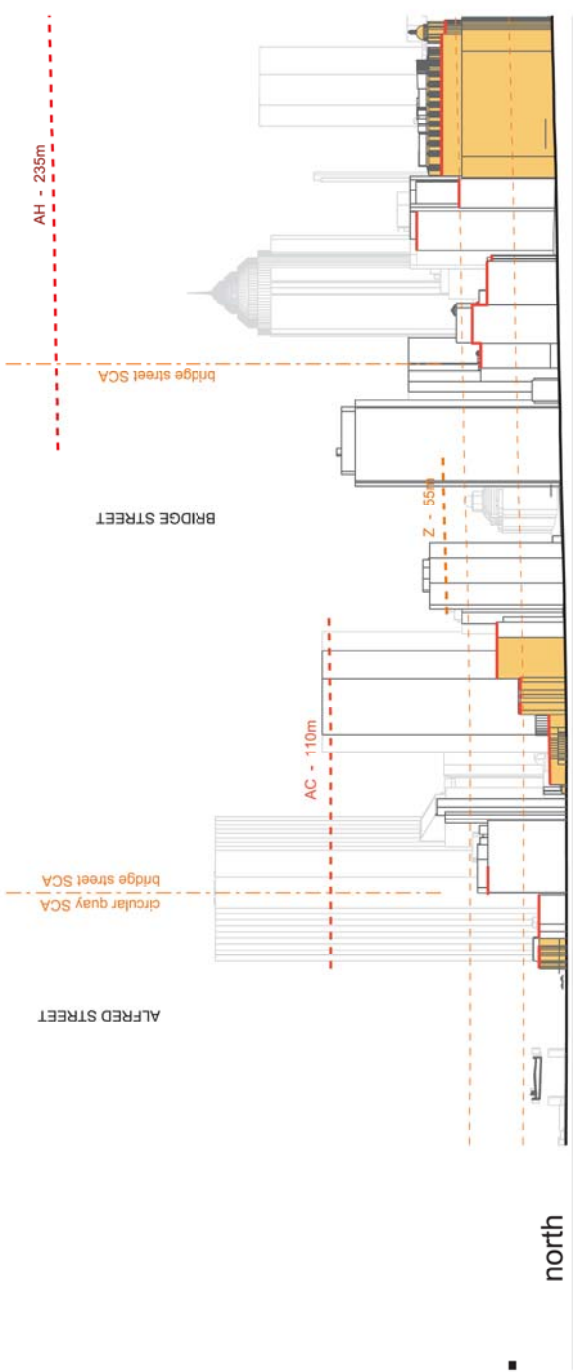 AH - 235m
bridge street SCA
BRIDGE STREET
Z - 55m
AC - 110m
bridge street SCA
circular quay SCA
ALFRED STREET
north